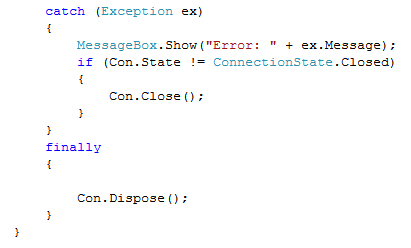 catch (Exception ex)
{
MessageBox.Show("Error: " + ex.Message);
if (Con.State != ConnectionState.Closed)
{
Con.Close();
}
}
finally
{
Con.Dispose();
}
}